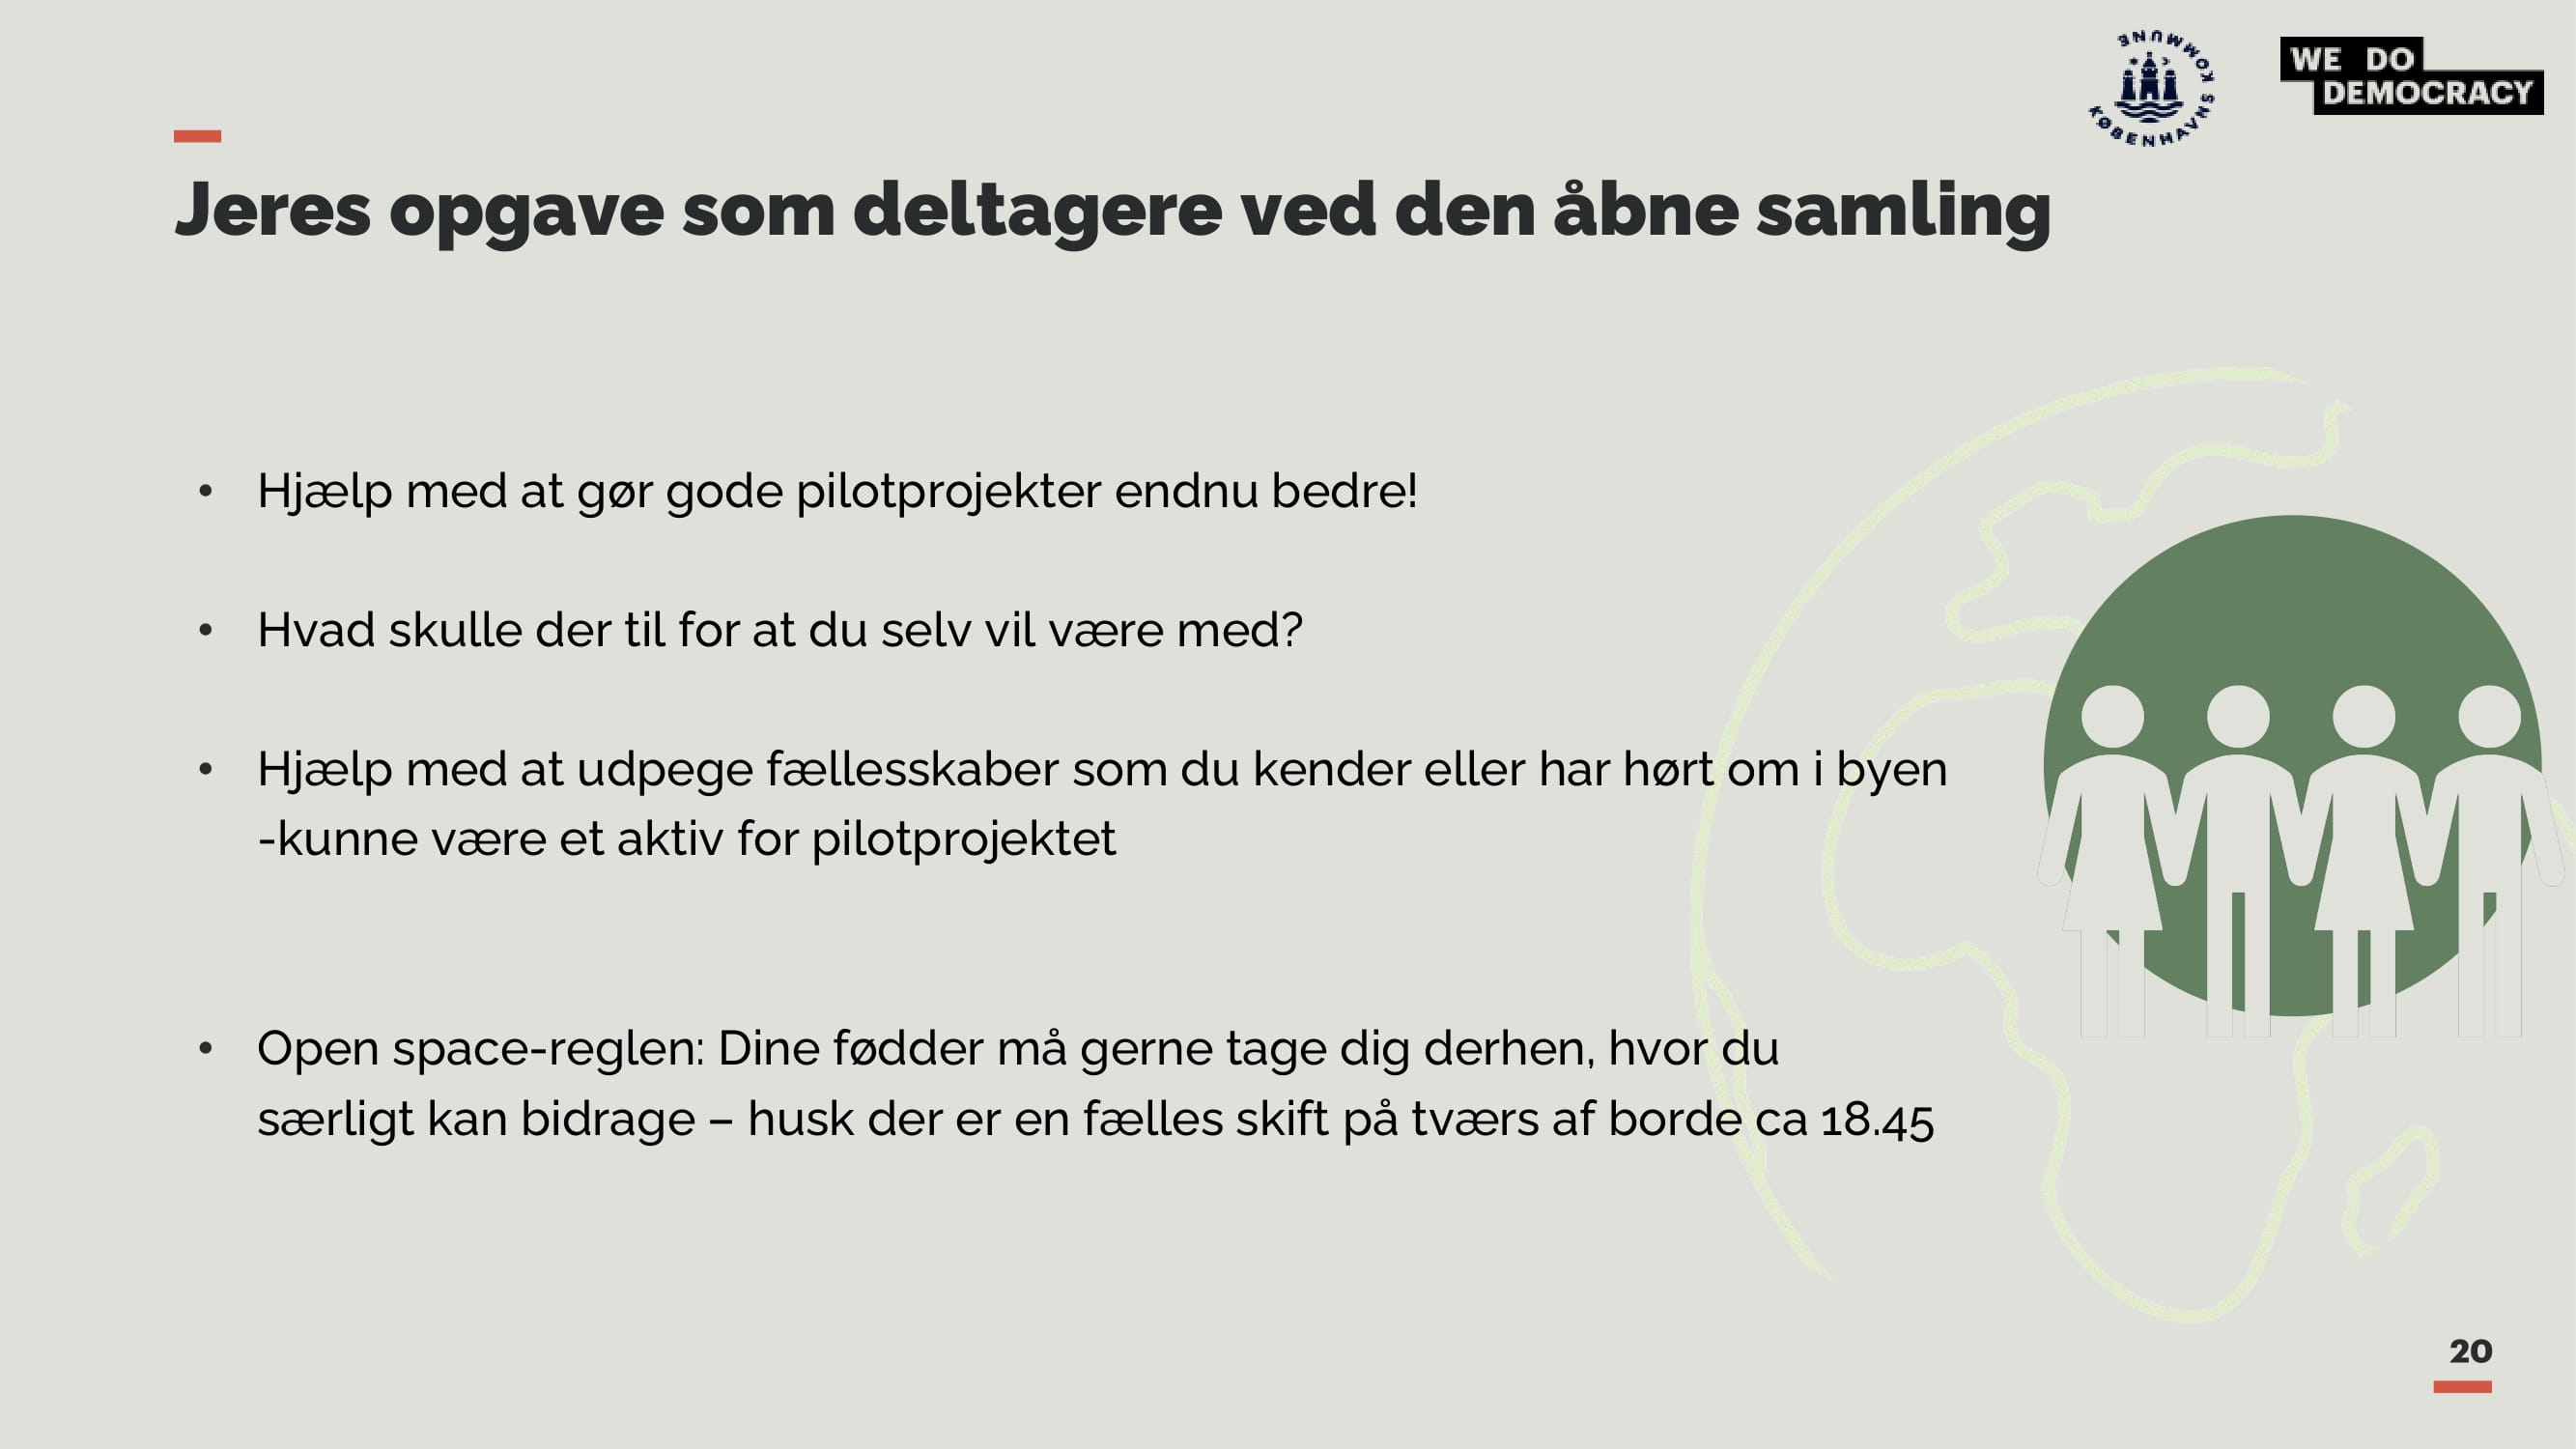 KØBENHAVNS KOMMUNE
WE DO
DEMOCRACY
Jeres opgave som deltagere ved den åbne samling
• Hjælp med at gør gode pilotprojekter endnu bedre!
• Hvad skulle der til for at du selv vil være med?
• Hjælp med at udpege fællesskaber som du kender eller har hørt om i byen
-kunne være et aktiv for pilotprojektet
• Open space-reglen: Dine fødder må gerne tage dig derhen, hvor du
særligt kan bidrage – husk der er en fælles skift på tværs af borde ca 18.45
20